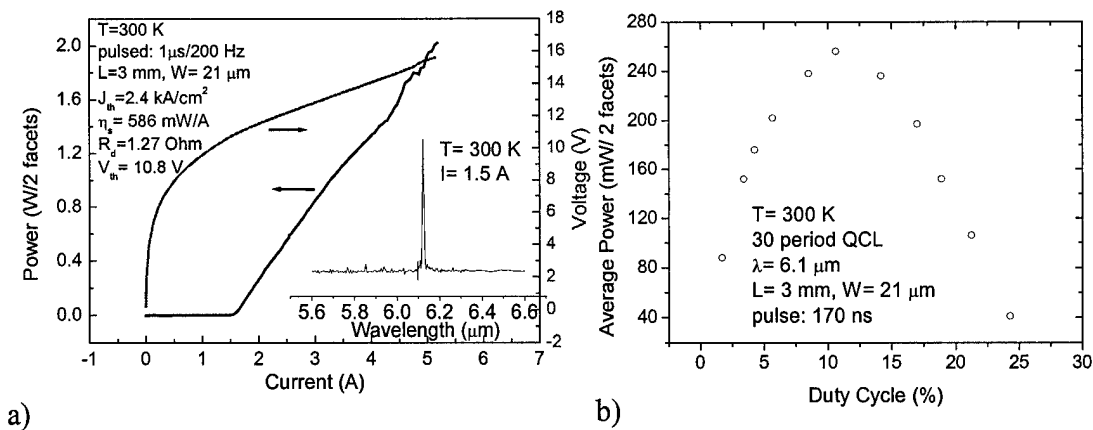 T=300 K
pulsed: 1μs/200 Hz
L=3 mm, W= 21 μm
J_th=2.4 kA/cm²
η_s= 586 mW/A
R_d=1.27 Ohm
V_th= 10.8 V
T= 300 K
I= 1.5 A
2.0
1.6
1.2
0.8
0.4
0.0
Power (W/2 facets)
18
16
14
12
10
8
6
4
2
0
-2
Voltage (V)
5.6 5.8 6.0 6.2 6.4 6.6
Wavelength (μm)
-1 0 1 2 3 4 5 6 7
Current (A)
a)
280
240
200
160
120
80
40
Average Power (mW/ 2 facets)
T= 300 K
30 period QCL
λ= 6.1 μm
L= 3 mm, W= 21 μm
pulse: 170 ns
0 5 10 15 20 25 30
Duty Cycle (%)
b)